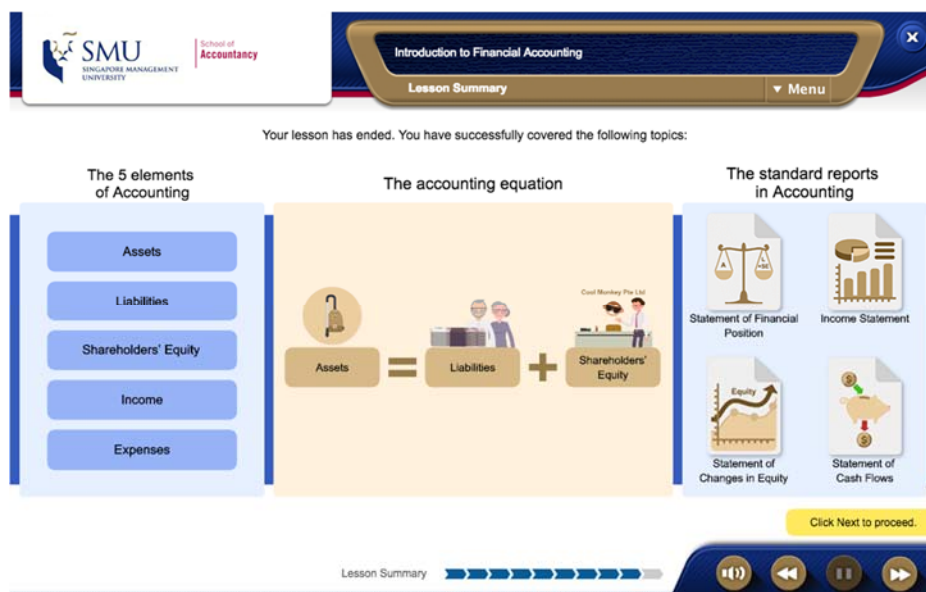 SMU
SINGAPORE MANAGEMENT
UNIVERSITY
School of
Accountancy
Introduction to Financial Accounting
Lesson Summary
Menu
Your lesson has ended. You have successfully covered the following topics:
The 5 elements
of Accounting
Assets
Liabilities
Shareholders' Equity
Income
Expenses
The accounting equation
Cool Monkey Pte Ltd
Assets
=
Liabilities
+
Shareholders'
Equity
The standard reports
in Accounting
A
L
+SE
Statement of Financial
Position
Income Statement
Equity
Statement of
Changes in Equity
$
$
Statement of
Cash Flows
Click Next to proceed.
Lesson Summary